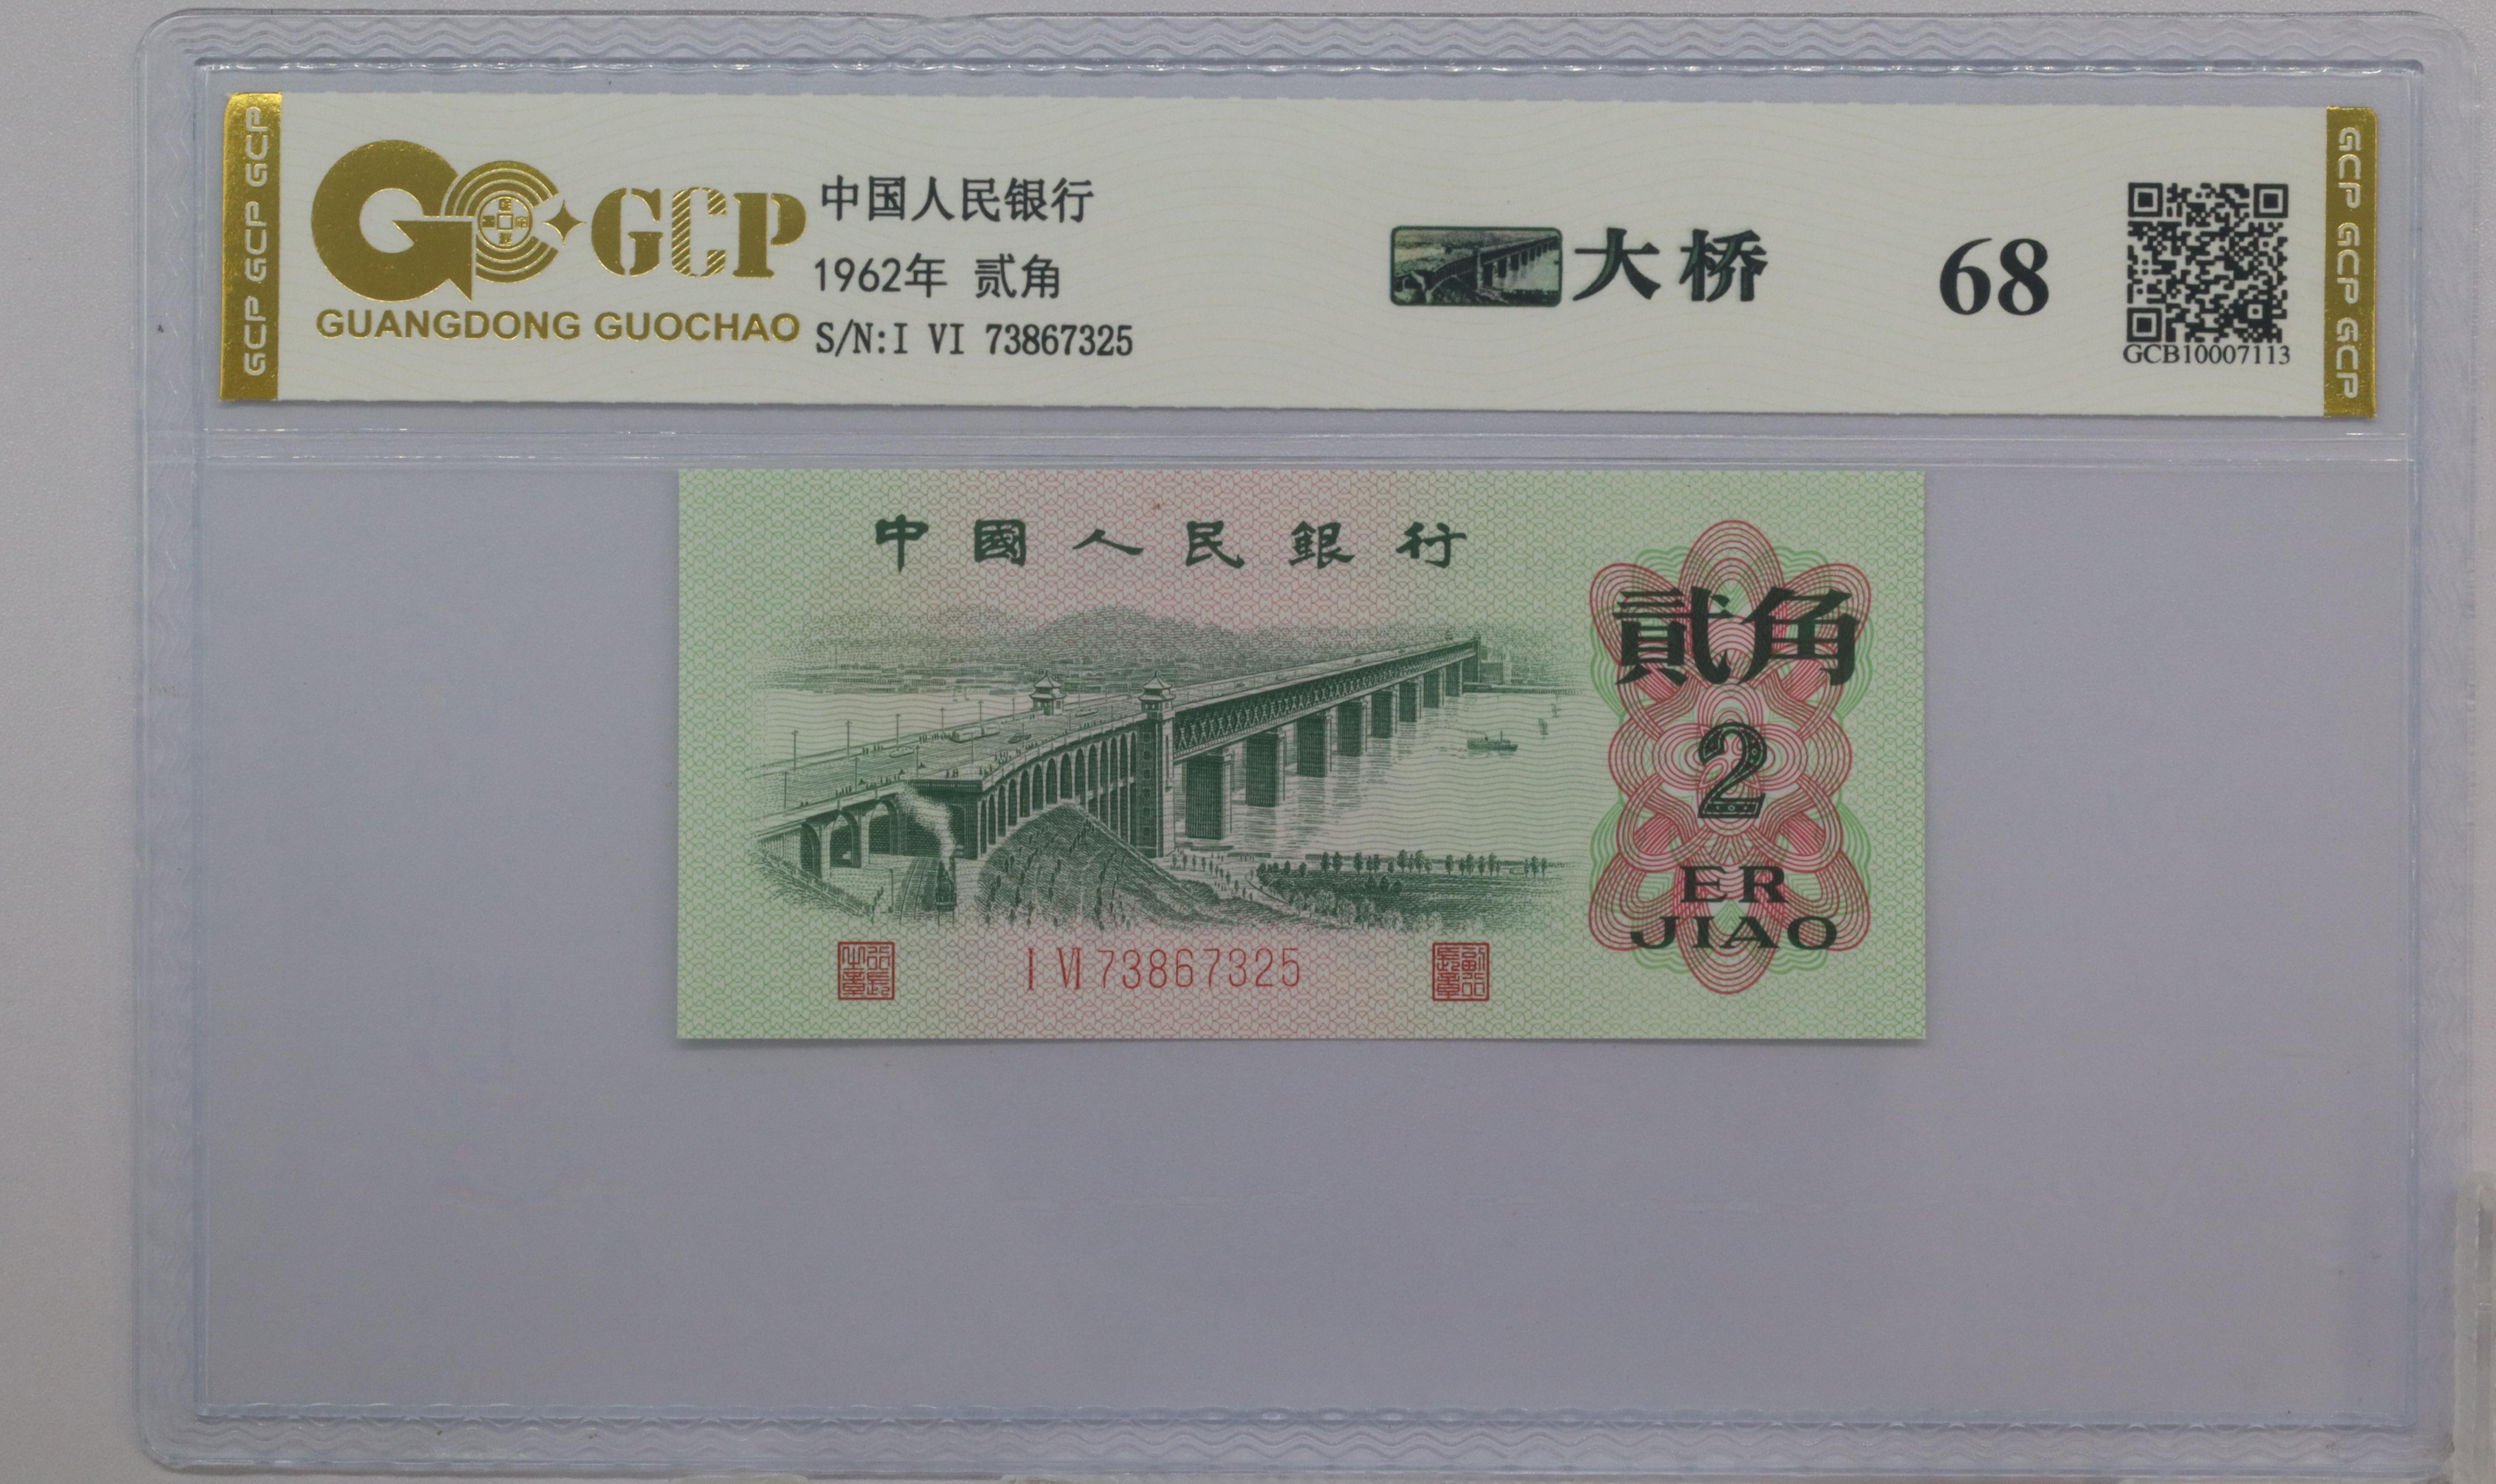 GCP GCP GCP
GCP
GUANGDONG GUOCHAO
中国人民银行
1962年 贰角
S/N:I VI 73867325
大桥
68
GCB10007113
GCP GCP GCP
中國人民銀行
貳角
2
ER
JIAO
I VI 73867325